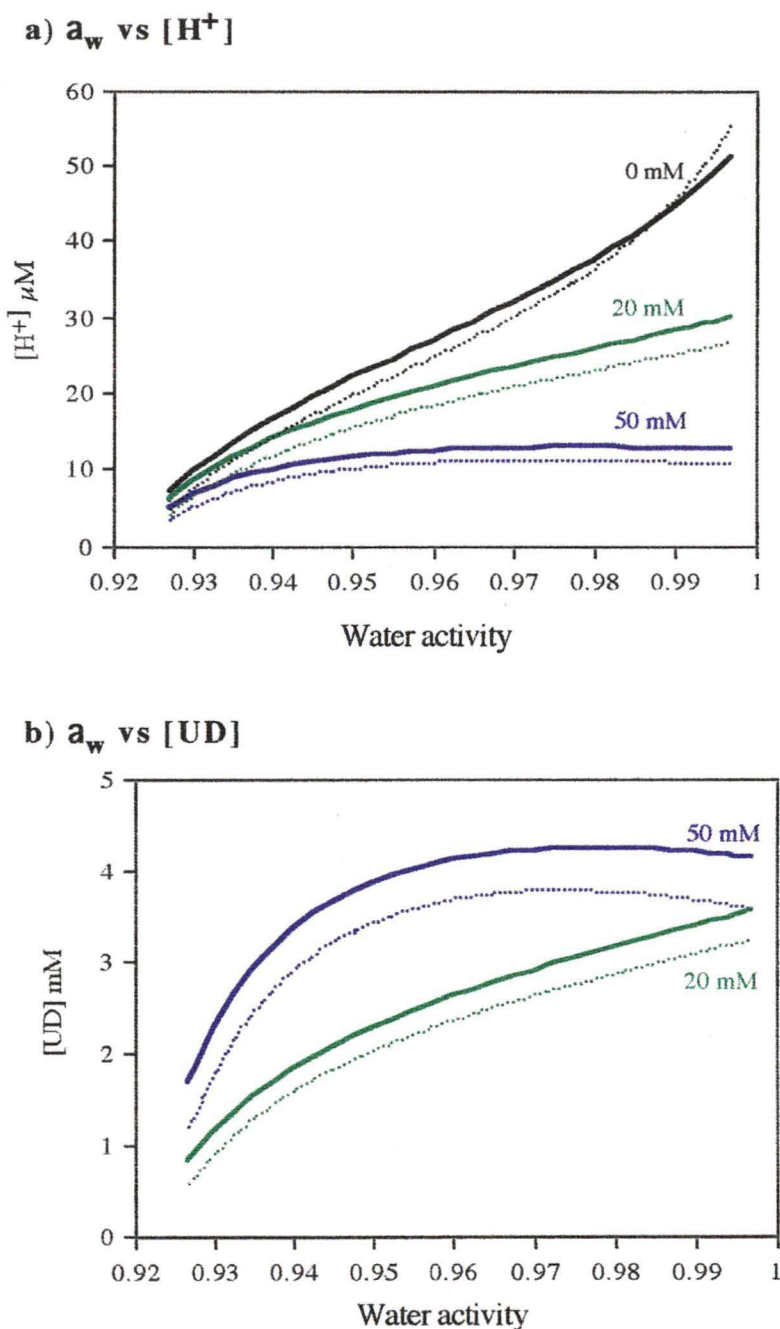 a) aw vs [H+]
60
50
40
30
20
10
0
[H+] μM
0 mM
20 mM
50 mM
0.92 0.93 0.94 0.95 0.96 0.97 0.98 0.99 1
Water activity
b) aw vs [UD]
5
4
3
2
1
0
[UD] mM
50 mM
20 mM
0.92 0.93 0.94 0.95 0.96 0.97 0.98 0.99 1
Water activity